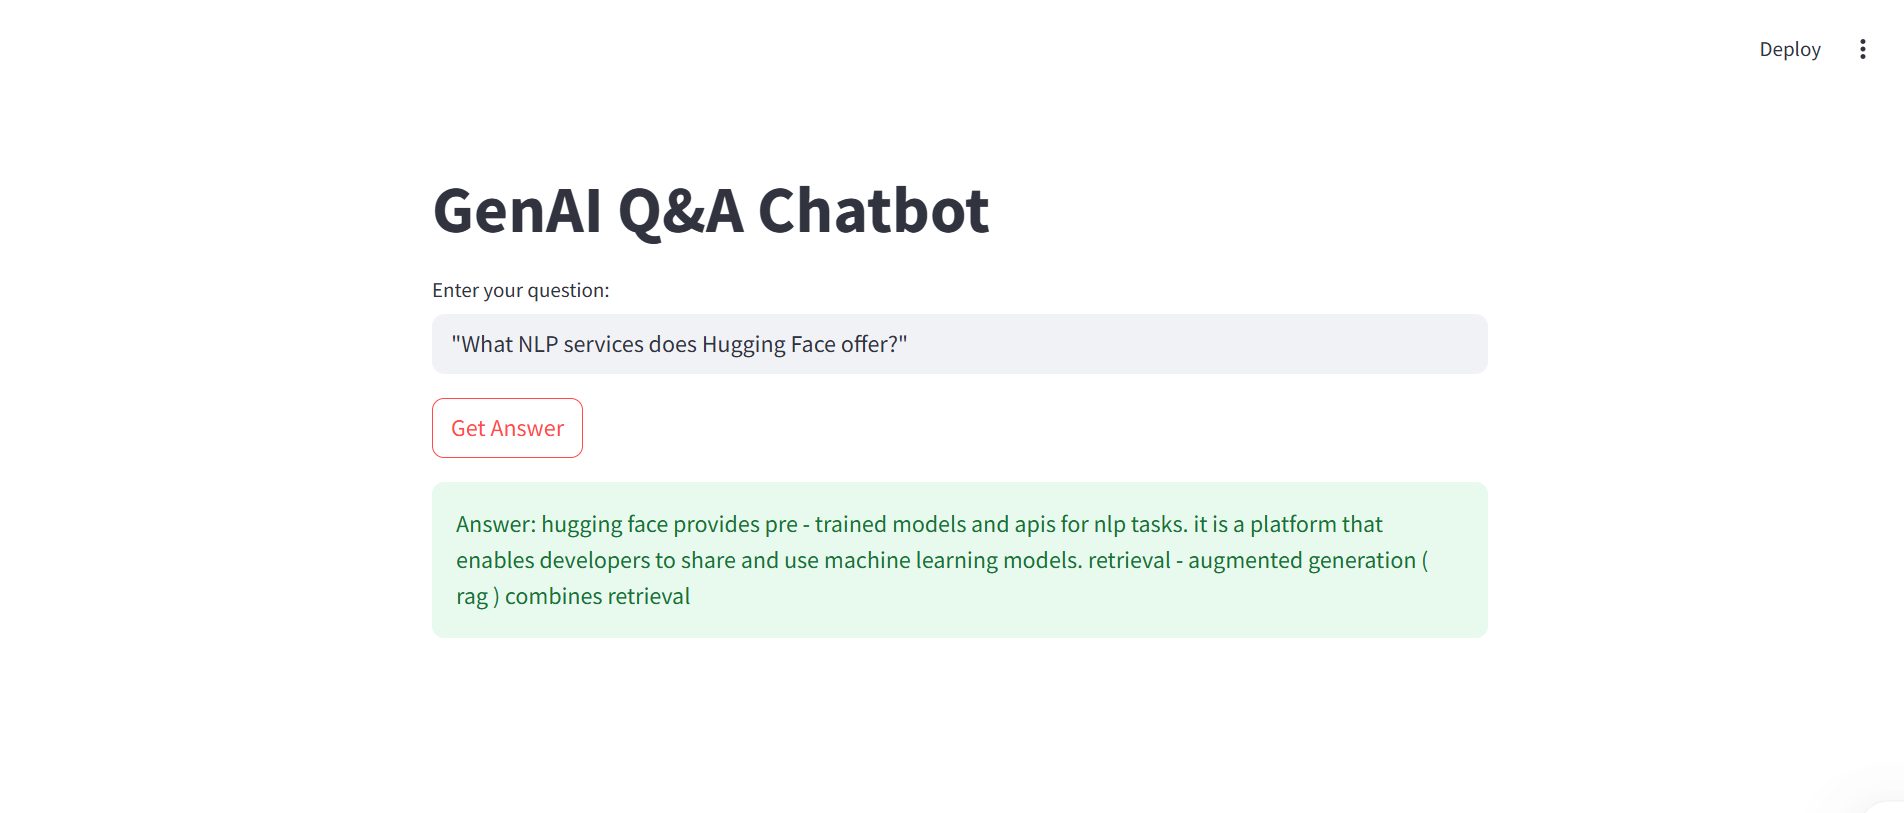 Deploy
GenAI Q&A Chatbot
Enter your question:
"What NLP services does Hugging Face offer?"
Get Answer
Answer: hugging face provides pre - trained models and apis for nlp tasks. it is a platform that
enables developers to share and use machine learning models. retrieval - augmented generation (
rag ) combines retrieval